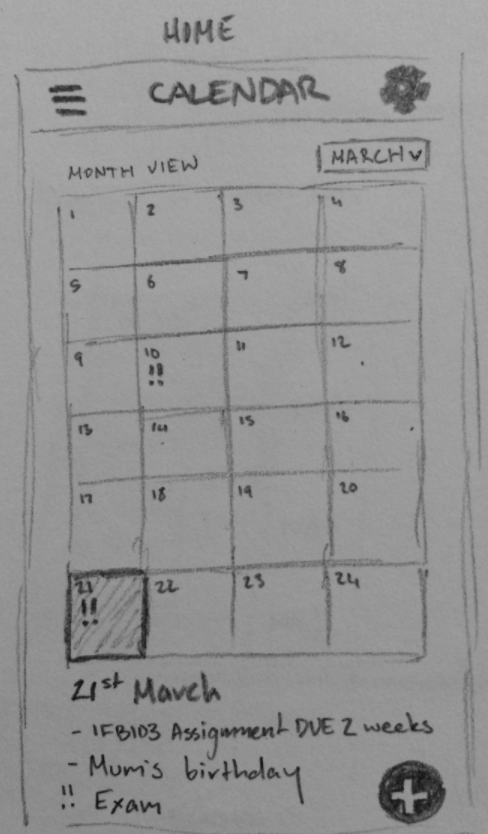 HOME
CALENDAR
MONTH VIEW MARCH
1 2 3 4
5 6 7 8
9 10 11 12
!!
13 14 15 16
17 18 19 20
21 22 23 24
!!
21st March
- IFB103 Assignment DUE 2 weeks
- Mum's birthday
!! Exam